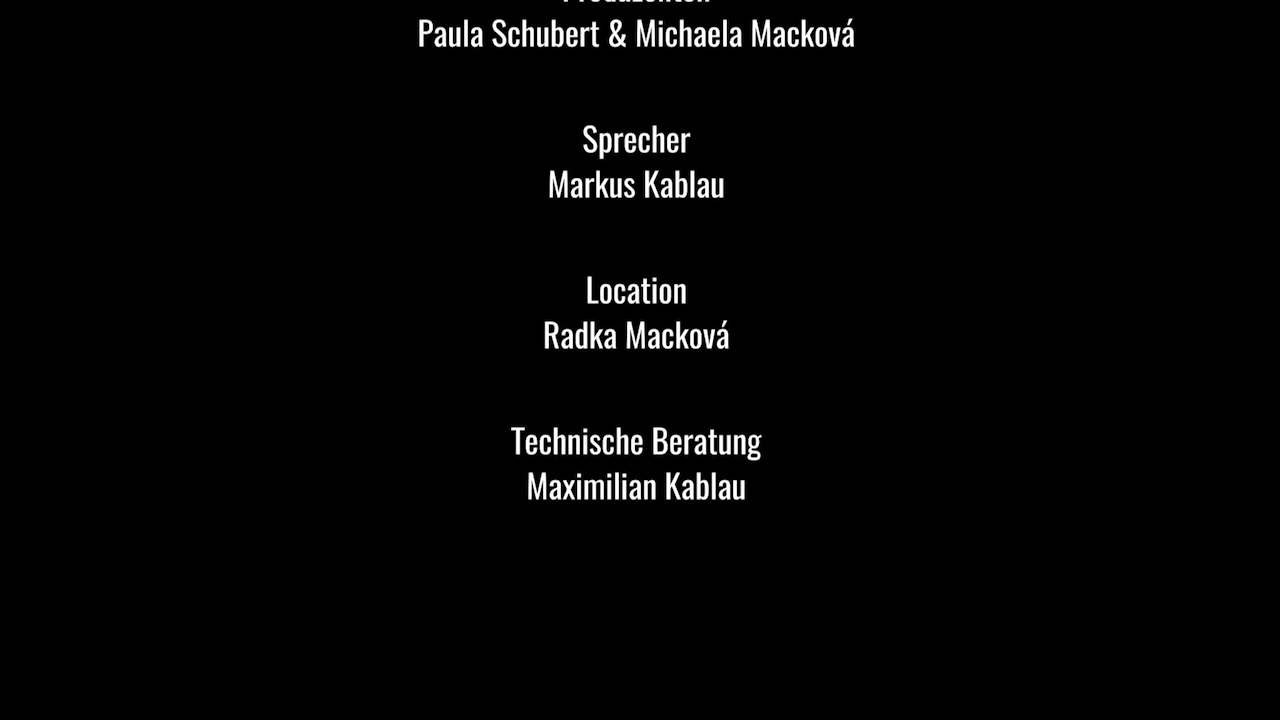 Paula Schubert & Michaela Macková
Sprecher
Markus Kablau
Location
Radka Macková
Technische Beratung
Maximilian Kablau